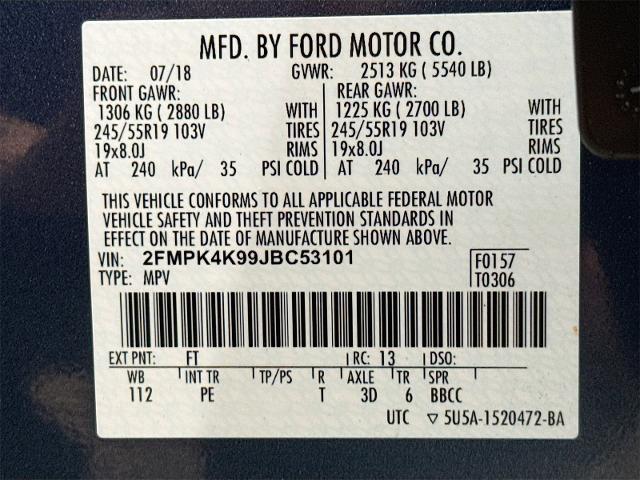 MFD. BY FORD MOTOR CO.
DATE: 07/18 GVWR: 2513 KG ( 5540 LB)
FRONT GAWR: REAR GAWR:
1306 KG ( 2880 LB) WITH 1225 KG ( 2700 LB) WITH
245/55R19 103V TIRES 245/55R19 103V TIRES
19x8.0J RIMS 19x8.0J RIMS
AT 240 kPa/ 35 PSI COLD AT 240 kPa/ 35 PSI COLD
THIS VEHICLE CONFORMS TO ALL APPLICABLE FEDERAL MOTOR
VEHICLE SAFETY AND THEFT PREVENTION STANDARDS IN
EFFECT ON THE DATE OF MANUFACTURE SHOWN ABOVE.
VIN: 2FMPK4K99JBC53101 F0157
TYPE: MPV T0306
EXT PNT: FT RC: 13 DSO:
WB INT TR TP/PS R AXLE TR SPR
112 PE T 3D 6 BBCC
UTC ▽ 5U5A-1520472-BA